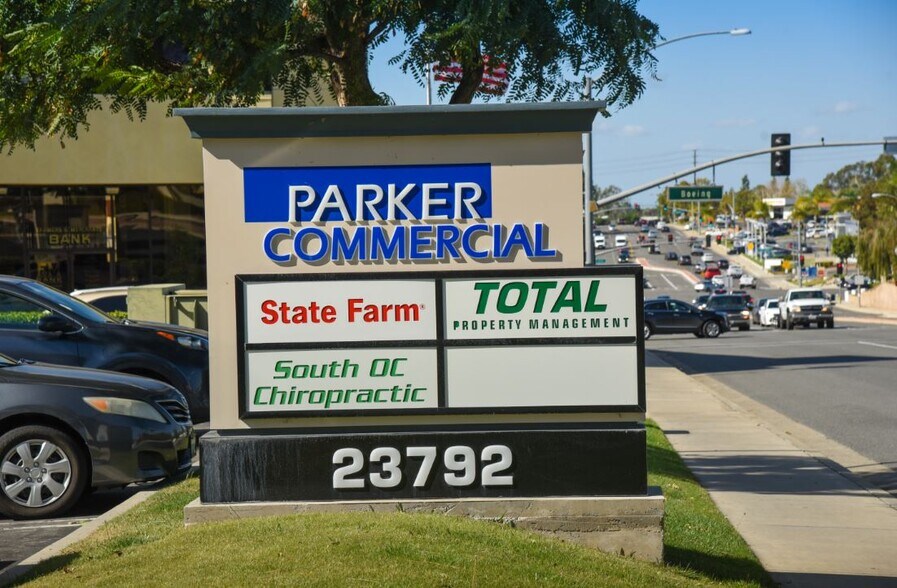 PARKER
COMMERCIAL
State Farm®
TOTAL
PROPERTY MANAGEMENT
South OC
Chiropractic
23792
BANK